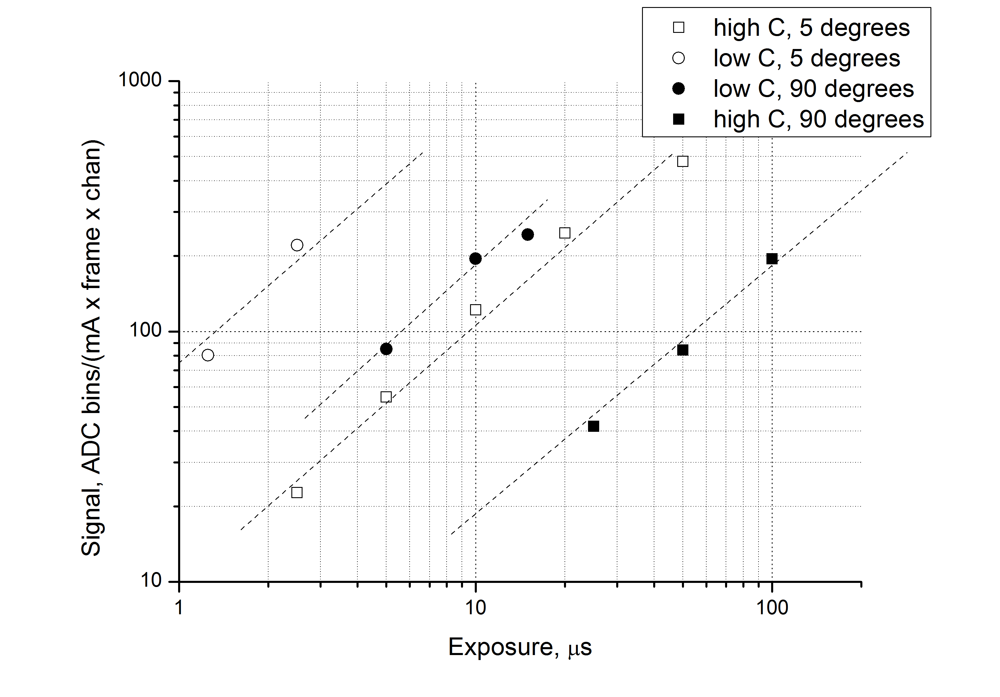 high C, 5 degrees
low C, 5 degrees
low C, 90 degrees
high C, 90 degrees
1000
100
10
Signal, ADC bins/(mA x frame x chan)
1
10
100
Exposure, μs